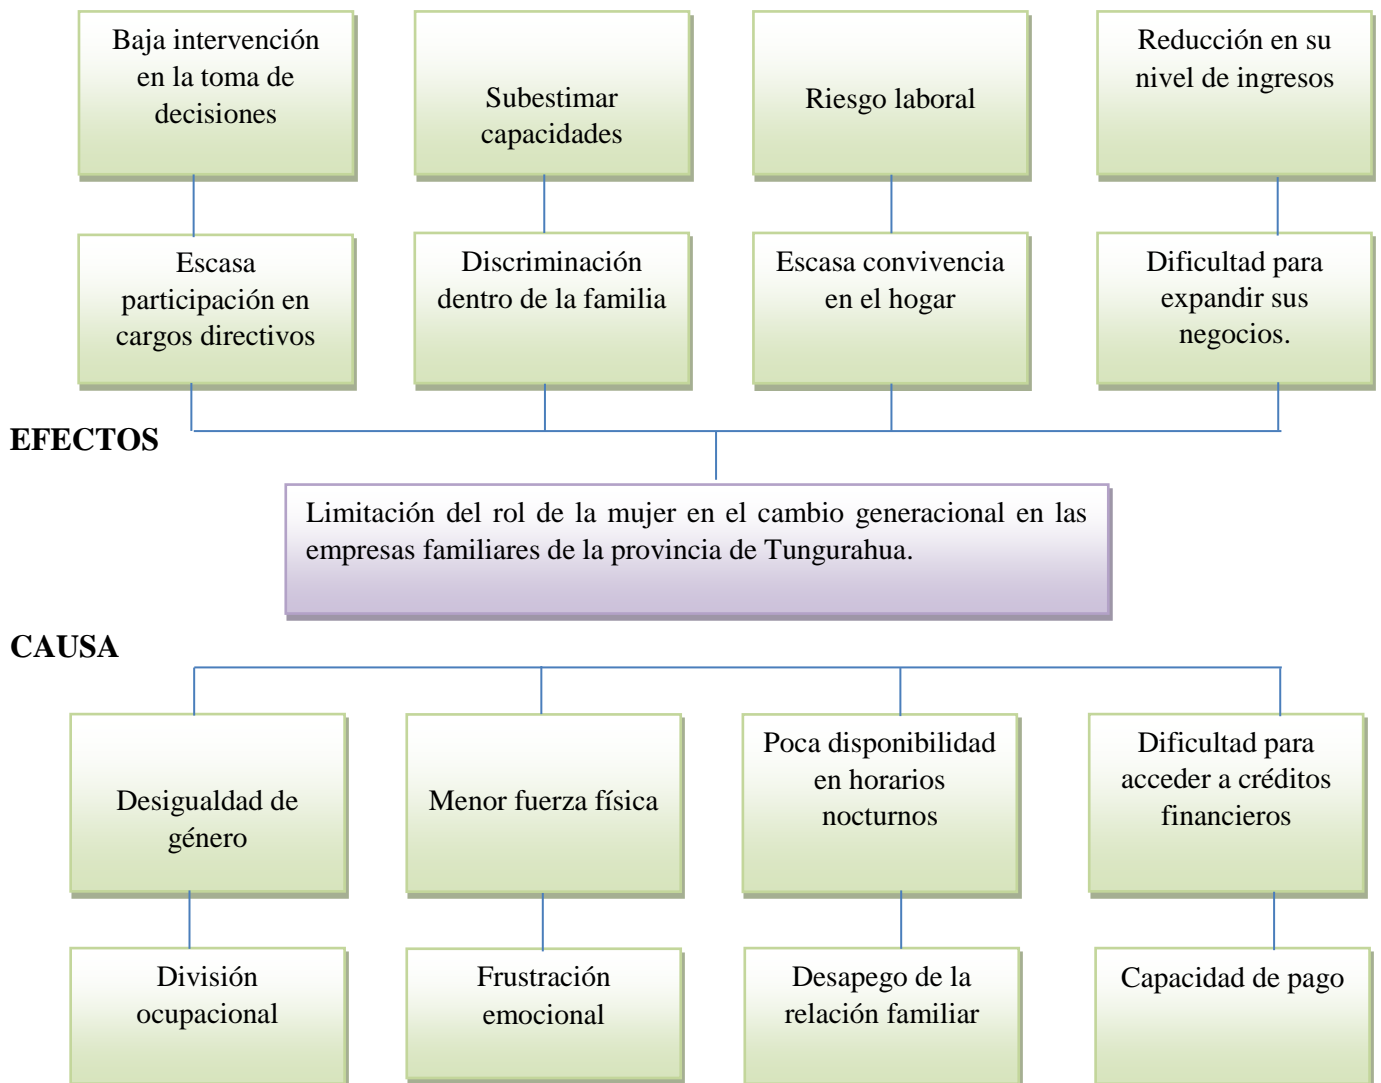 Baja intervención
en la toma de
decisiones
Subestimar
capacidades
Riesgo laboral
Reducción en su
nivel de ingresos
Escasa
participación en
cargos directivos
Discriminación
dentro de la familia
Escasa convivencia
en el hogar
Dificultad para
expandir sus
negocios.
EFECTOS
Limitación del rol de la mujer en el cambio generacional en las
empresas familiares de la provincia de Tungurahua.
CAUSA
Desigualdad de
género
Menor fuerza física
Poca disponibilidad
en horarios
nocturnos
Dificultad para
acceder a créditos
financieros
División
ocupacional
Frustración
emocional
Desapego de la
relación familiar
Capacidad de pago